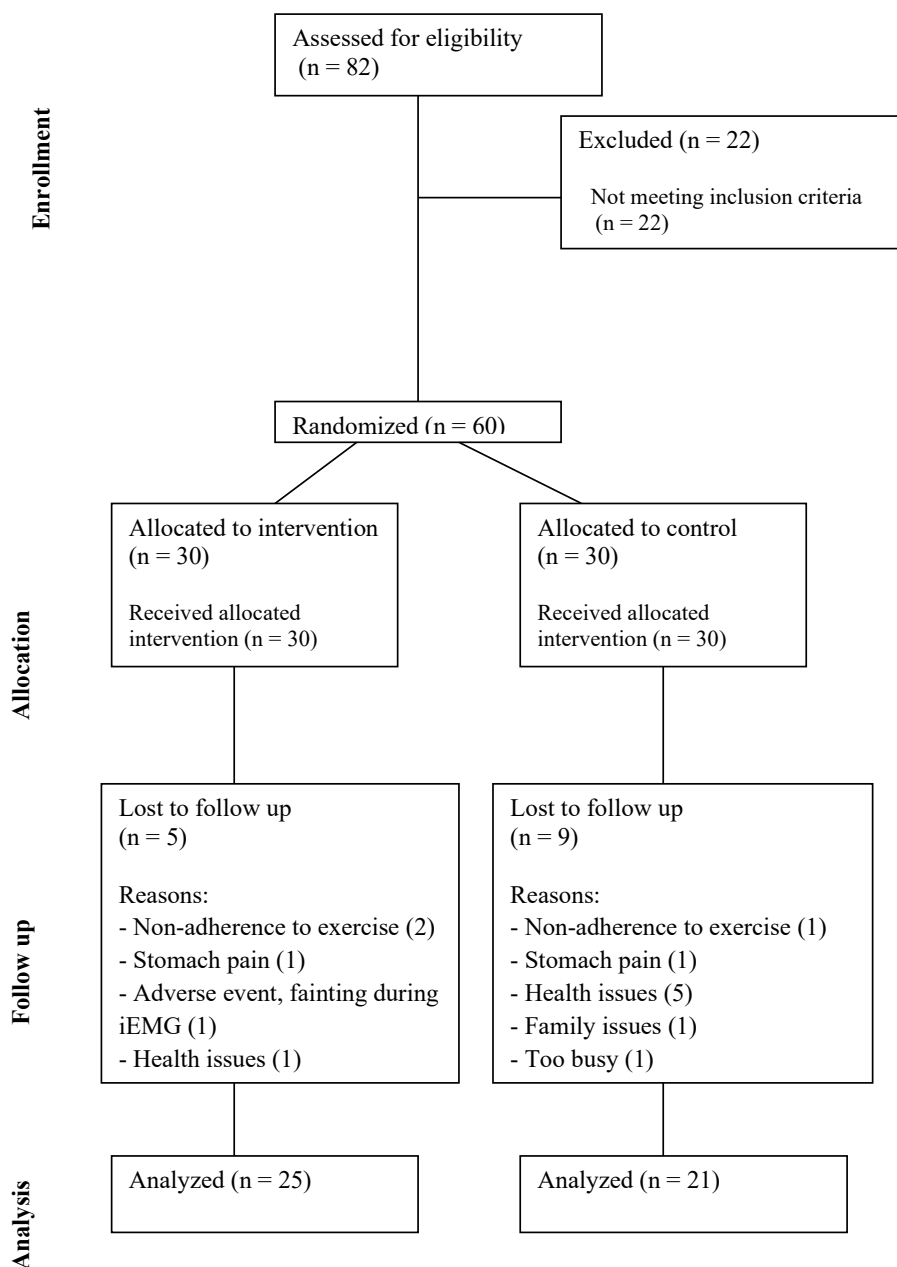 Assessed for eligibility
(n = 82)
Enrollment
Excluded (n = 22)
Not meeting inclusion criteria
(n = 22)
Randomized (n = 60)
Allocated to intervention
(n = 30)
Received allocated
intervention (n = 30)
Allocated to control
(n = 30)
Received allocated
intervention (n = 30)
Allocation
Lost to follow up
(n = 5)
Reasons:
- Non-adherence to exercise (2)
- Stomach pain (1)
- Adverse event, fainting during
iEMG (1)
- Health issues (1)
Lost to follow up
(n = 9)
Reasons:
- Non-adherence to exercise (1)
- Stomach pain (1)
- Health issues (5)
- Family issues (1)
- Too busy (1)
Follow up
Analyzed (n = 25)
Analyzed (n = 21)
Analysis